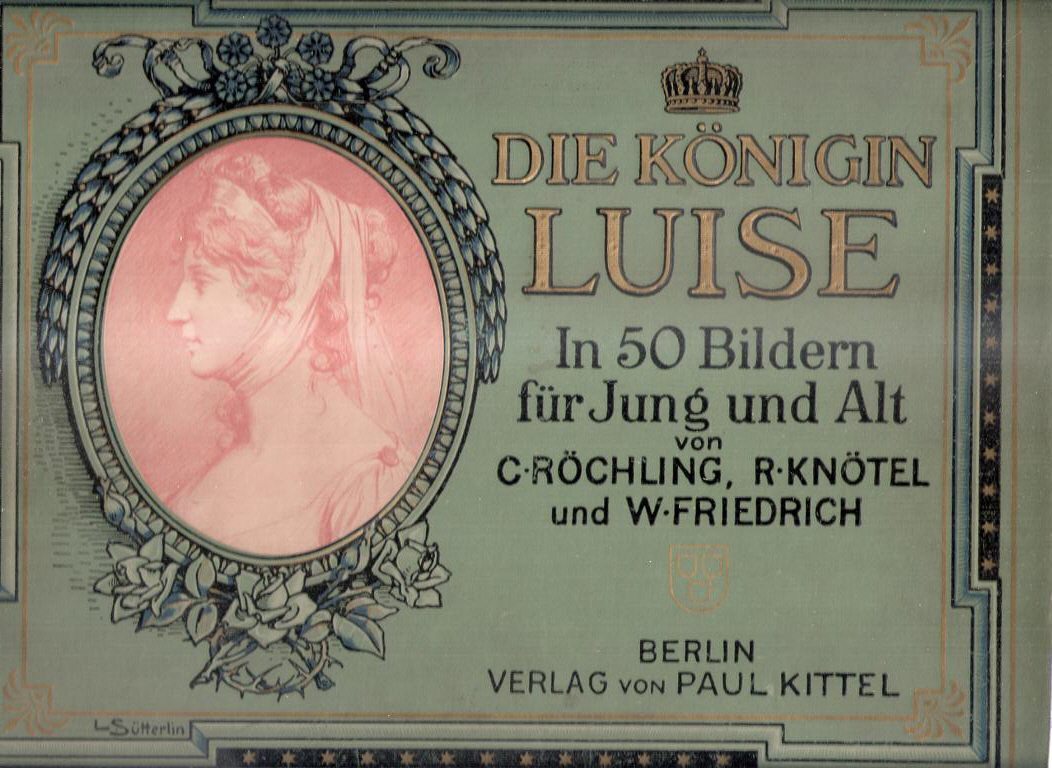 DIE KÖNIGIN
LUISE
In 50 Bildern
für Jung und Alt
von
C·RÖCHLING, R·KNÖTEL
und W·FRIEDRICH
BERLIN
VERLAG VON PAUL KITTEL
L Sütterlin